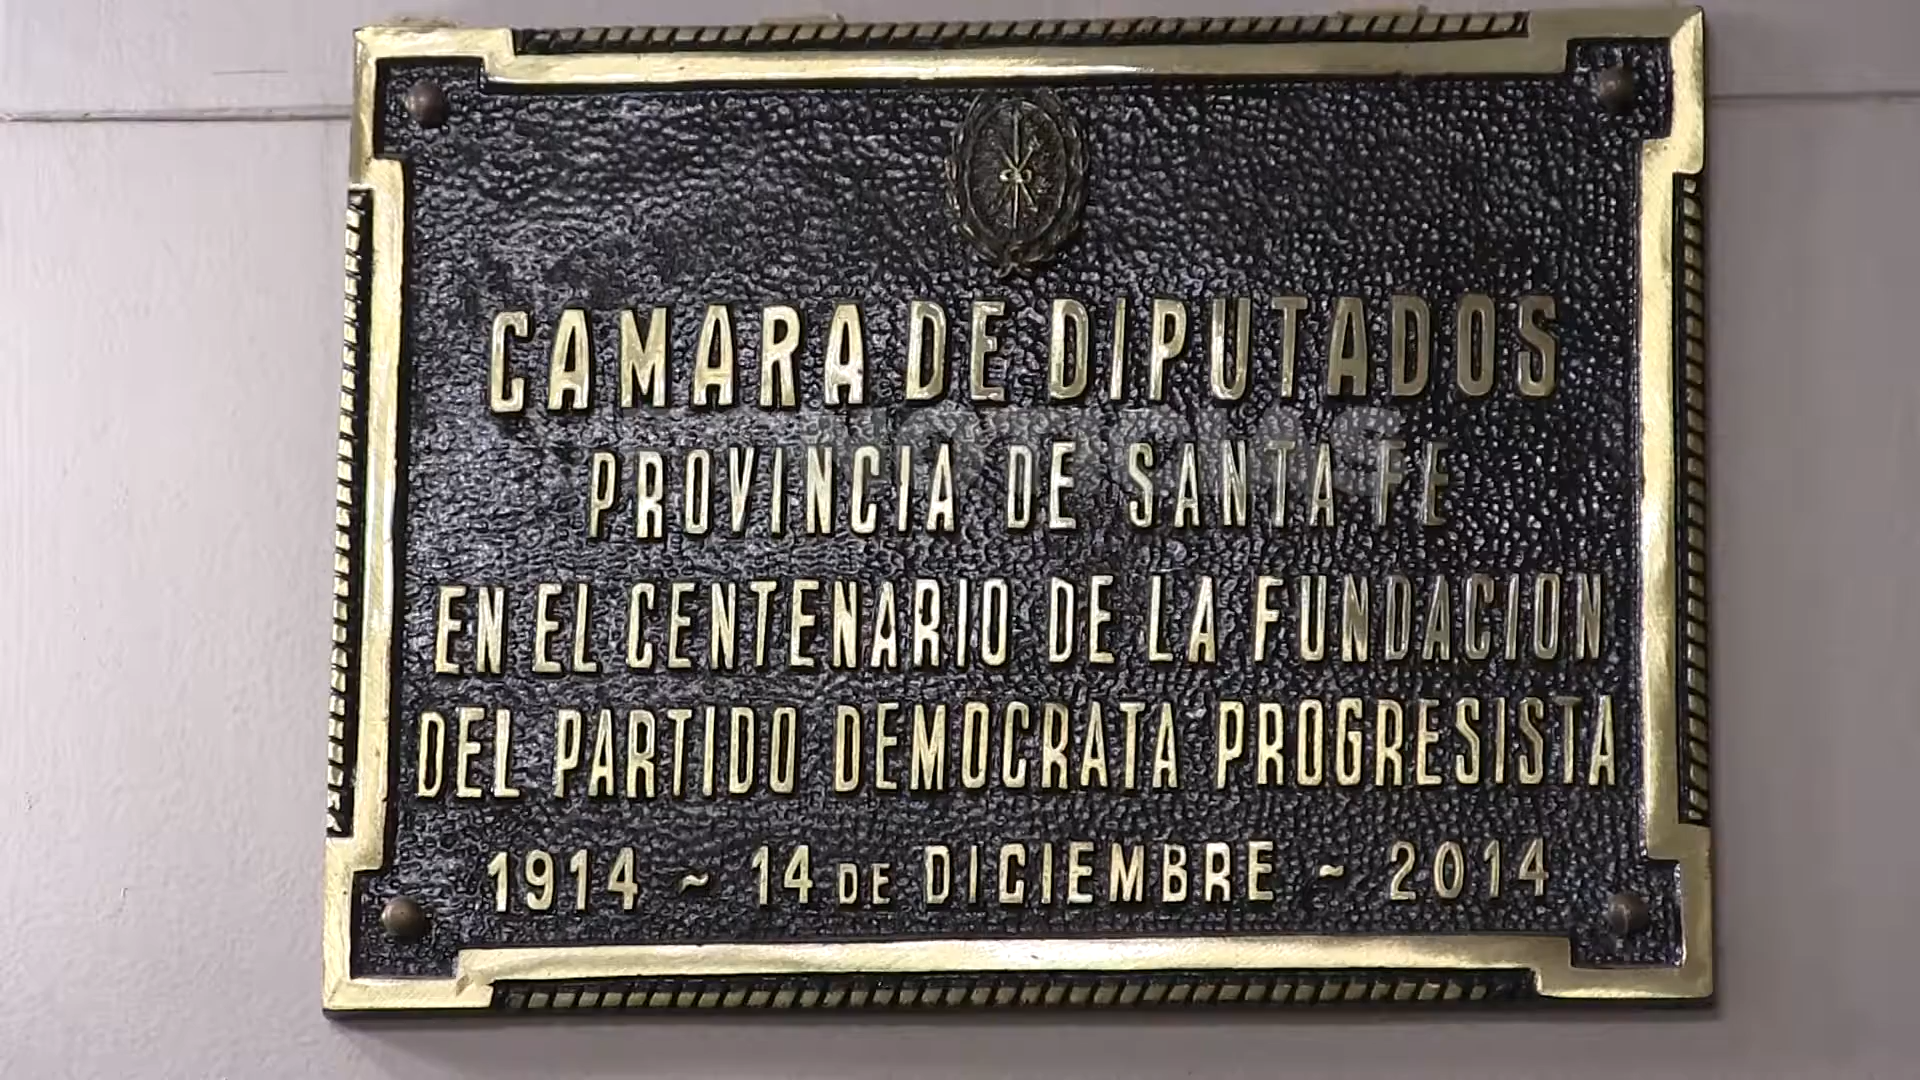 CAMARA DE DIPUTADOS
NOTICIAS
PROVINCIA DE SANTA FE
EN EL CENTENARIO DE LA FUNDACION
DEL PARTIDO DEMOCRATA PROGRESISTA
1914 ~ 14 DE DICIEMBRE ~ 2014